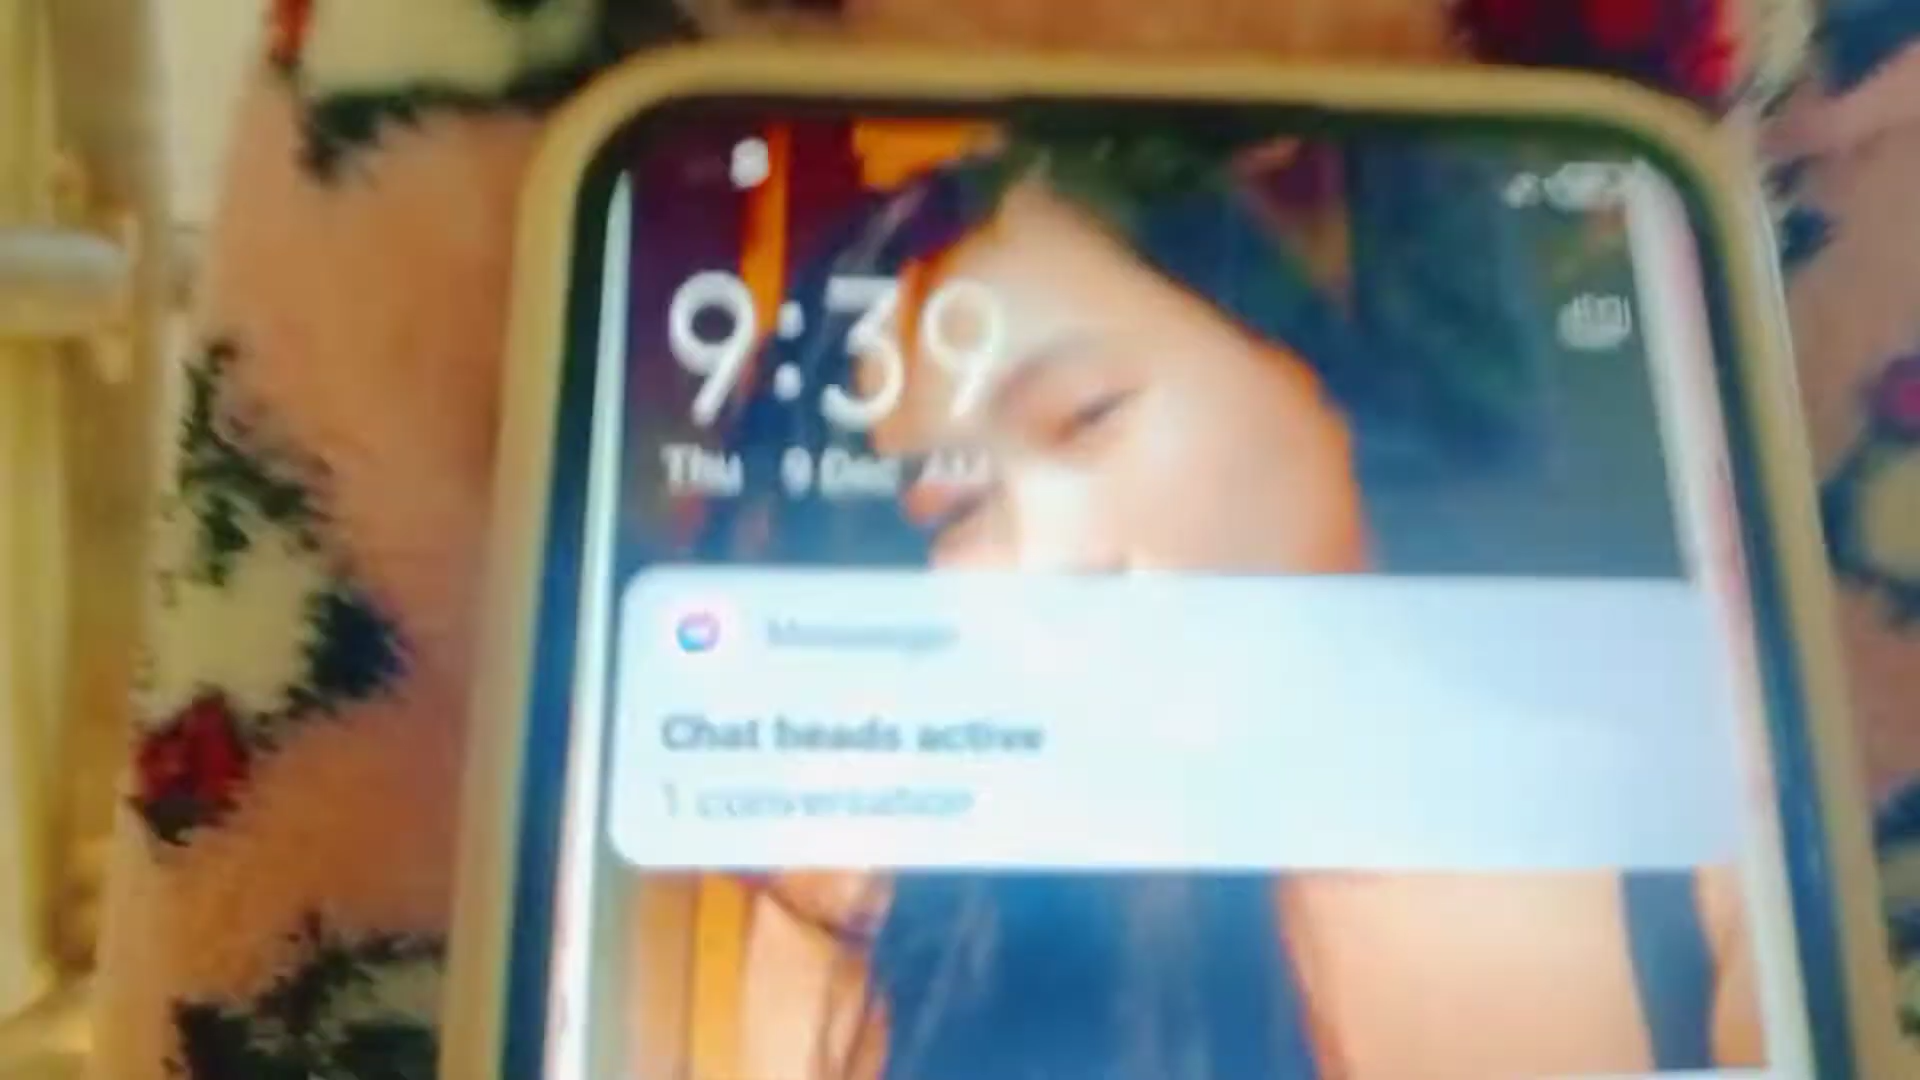 9:39
Thu 9 Dec AM
Messenger
Chat heads active
1 conversation